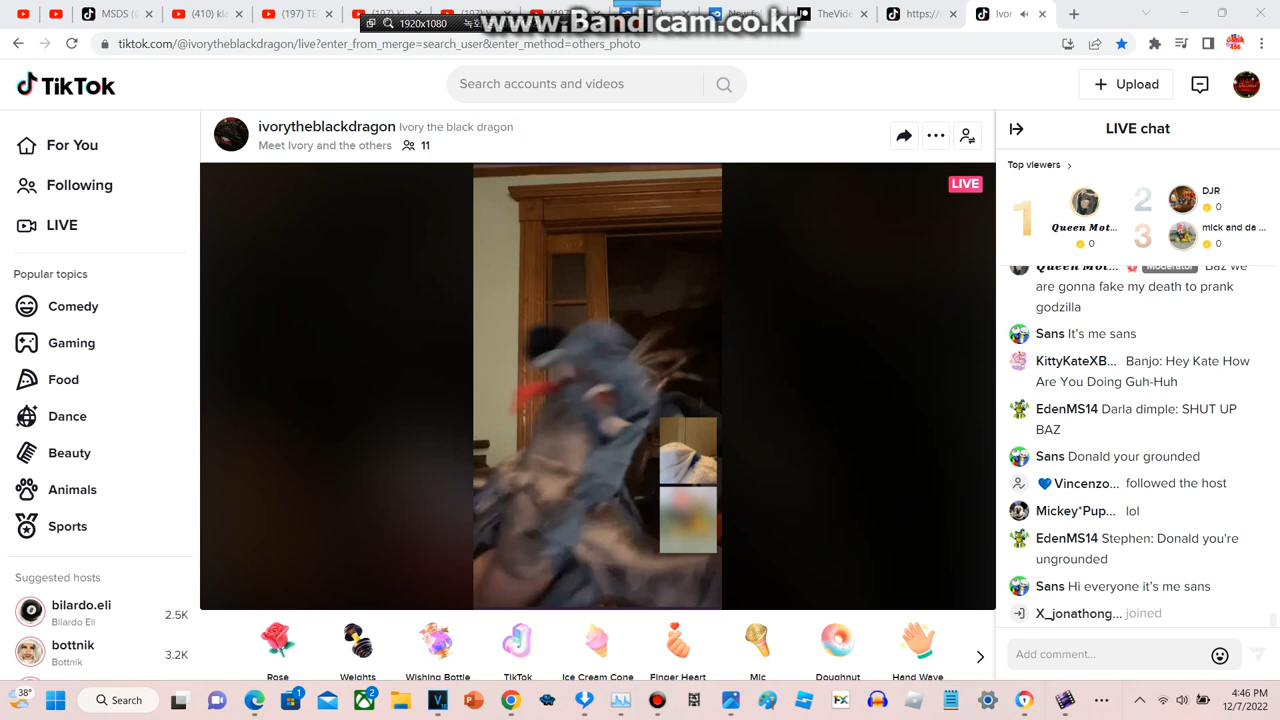 (410) kla
(197) TE
1920x1080
www.Bandicam.co.kr
TheVide
https://
Ivor
tiktok.com/@ivorytheblackdragon/live?enter_from_merge=search_user&enter_method=others_photo
TikTok
Search accounts and videos
Upload
For You
Following
LIVE
Popular topics
Comedy
Gaming
Food
Dance
Beauty
Animals
Sports
Suggested hosts
bilardo.eli
Bilardo Eli
2.5K
bottnik
Bottnik
3.2K
ivorytheblackdragon Ivory the black dragon
Meet Ivory and the others 11
LIVE
Rose
Weights
Wishing Bottle
TikTok
Ice Cream Cone
Finger Heart
Mic
Doughnut
Hand Wave
LIVE chat
Top viewers
1 Queen Mot... 0
2 DJR 0
3 mick and da ... 0
Queen Mot... Moderator Baz we
are gonna fake my death to prank
godzilla
Sans It's me sans
KittyKateXB... Banjo: Hey Kate How
Are You Doing Guh-Huh
EdenMS14 Darla dimple: SHUT UP
BAZ
Sans Donald your grounded
Vincenzo... followed the host
Mickey*Pup... lol
EdenMS14 Stephen: Donald you're
ungrounded
Sans Hi everyone it's me sans
X_jonathong... joined
Add comment...
38°
Search
4:46 PM
12/7/2022